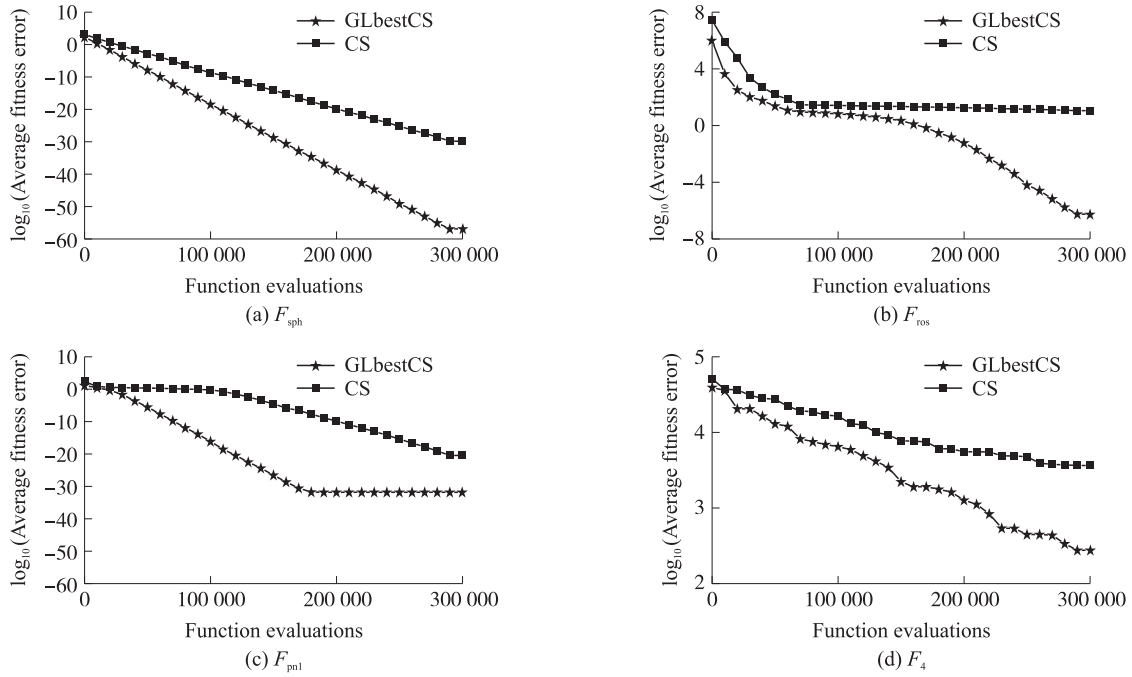 log₁₀(Average fitness error)
10
0
−10
−20
−30
−40
−50
−60
0
100 000
200 000
300 000
GLbestCS
CS
Function evaluations
(a) Fsph
log₁₀(Average fitness error)
8
4
0
−4
−8
0
100 000
200 000
300 000
GLbestCS
CS
Function evaluations
(b) Fros
log₁₀(Average fitness error)
10
0
−10
−20
−30
−40
−50
−60
0
100 000
200 000
300 000
GLbestCS
CS
Function evaluations
(c) Fpn1
log₁₀(Average fitness error)
5
4
3
2
0
100 000
200 000
300 000
GLbestCS
CS
Function evaluations
(d) F₄